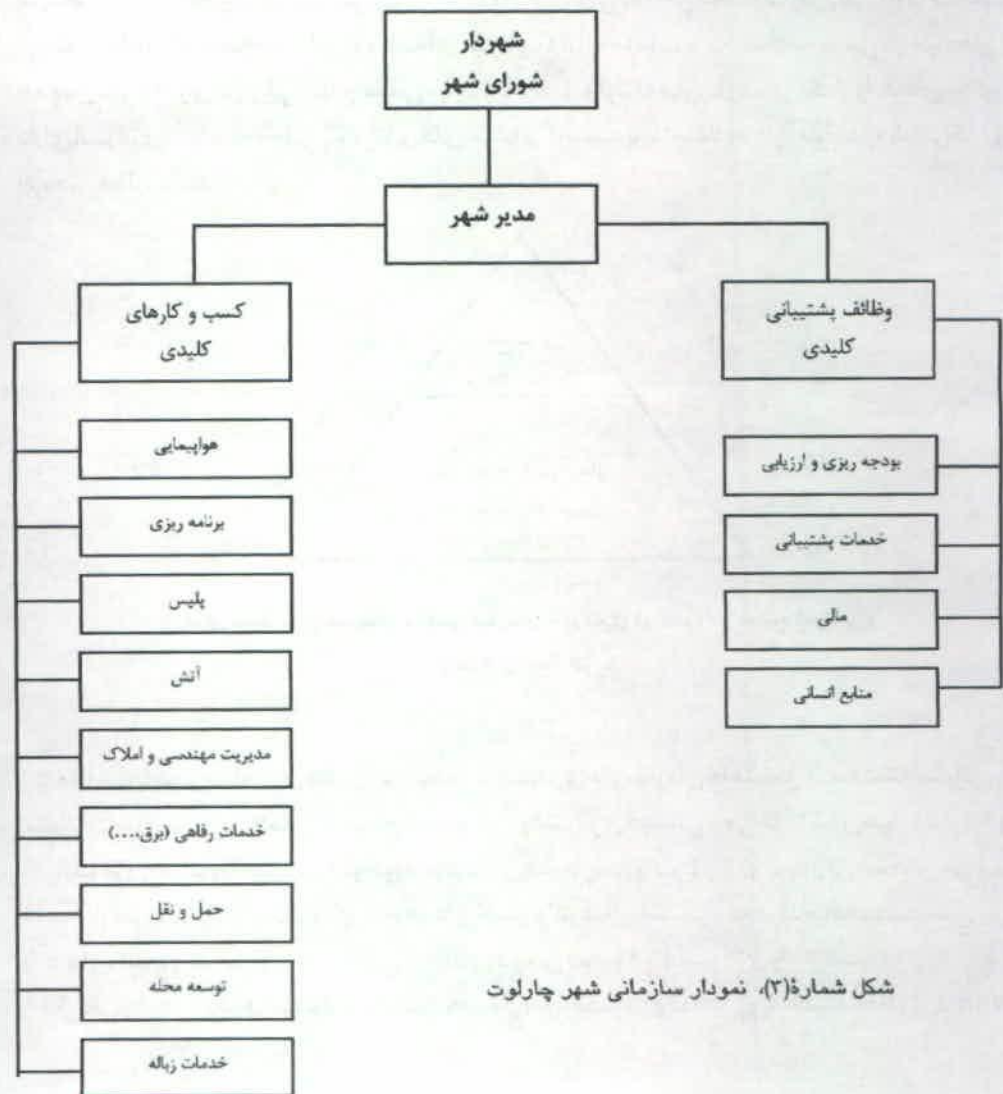 شهردار
شورای شهر
مدیر شهر
وظائف پشتیبانی
کلیدی
بودجه ریزی و ارزیابی
خدمات پشتیبانی
مالی
منابع انسانی
کسب و کارهای
کلیدی
هواپیمایی
برنامه ریزی
پلیس
آتش
مدیریت مهندسی و املاک
خدمات رفاهی (برق،...)
حمل و نقل
توسعه محله
خدمات زباله
شکل شمارهٔ(۳)، نمودار سازمانی شهر چارلوت